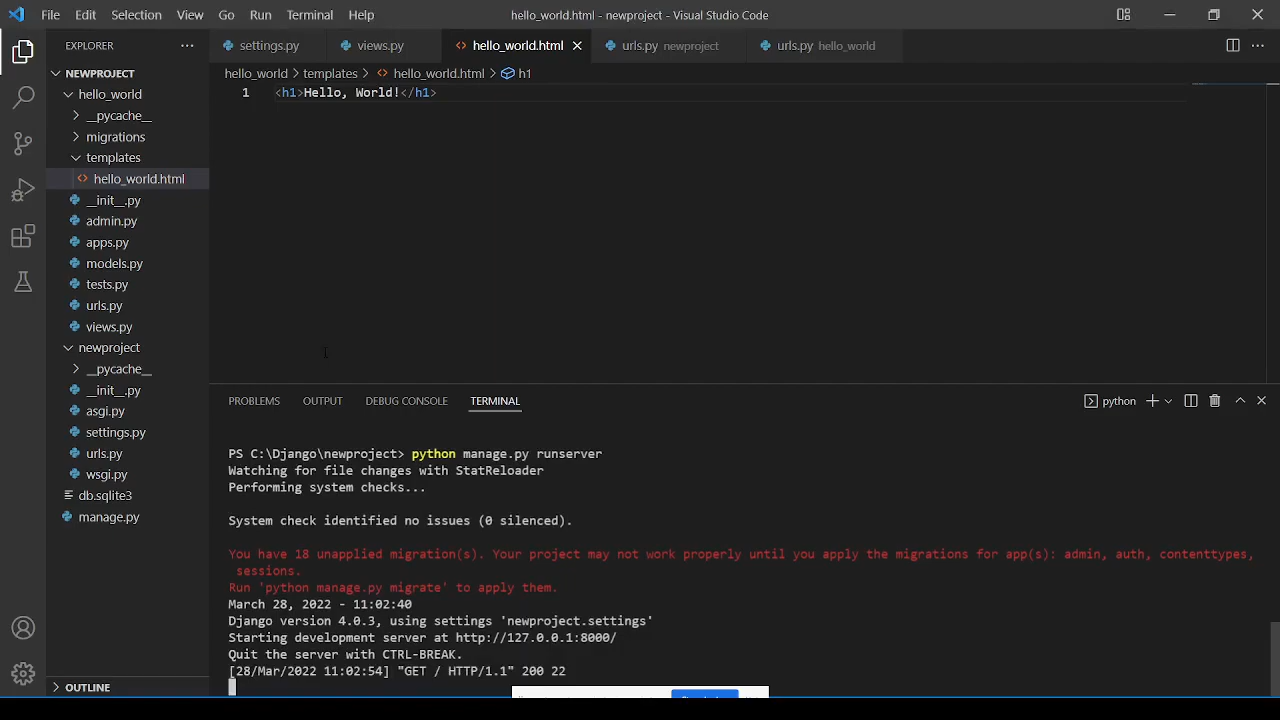 File Edit Selection View Go Run Terminal Help hello_world.html - newproject - Visual Studio Code
EXPLORER
settings.py views.py hello_world.html urls.py newproject urls.py hello_world
NEWPROJECT
hello_world > templates > hello_world.html > h1
hello_world
1 <h1>Hello, World!</h1>
__pycache__
migrations
templates
hello_world.html
__init__.py
admin.py
apps.py
models.py
tests.py
urls.py
views.py
newproject
__pycache__
__init__.py
asgi.py
settings.py
urls.py
wsgi.py
db.sqlite3
manage.py
OUTLINE
PROBLEMS OUTPUT DEBUG CONSOLE TERMINAL python
PS C:\Django\newproject> python manage.py runserver
Watching for file changes with StatReloader
Performing system checks...
System check identified no issues (0 silenced).
You have 18 unapplied migration(s). Your project may not work properly until you apply the migrations for app(s): admin, auth, contenttypes,
sessions.
Run 'python manage.py migrate' to apply them.
March 28, 2022 - 11:02:40
Django version 4.0.3, using settings 'newproject.settings'
Starting development server at http://127.0.0.1:8000/
Quit the server with CTRL-BREAK.
[28/Mar/2022 11:02:54] "GET / HTTP/1.1" 200 22